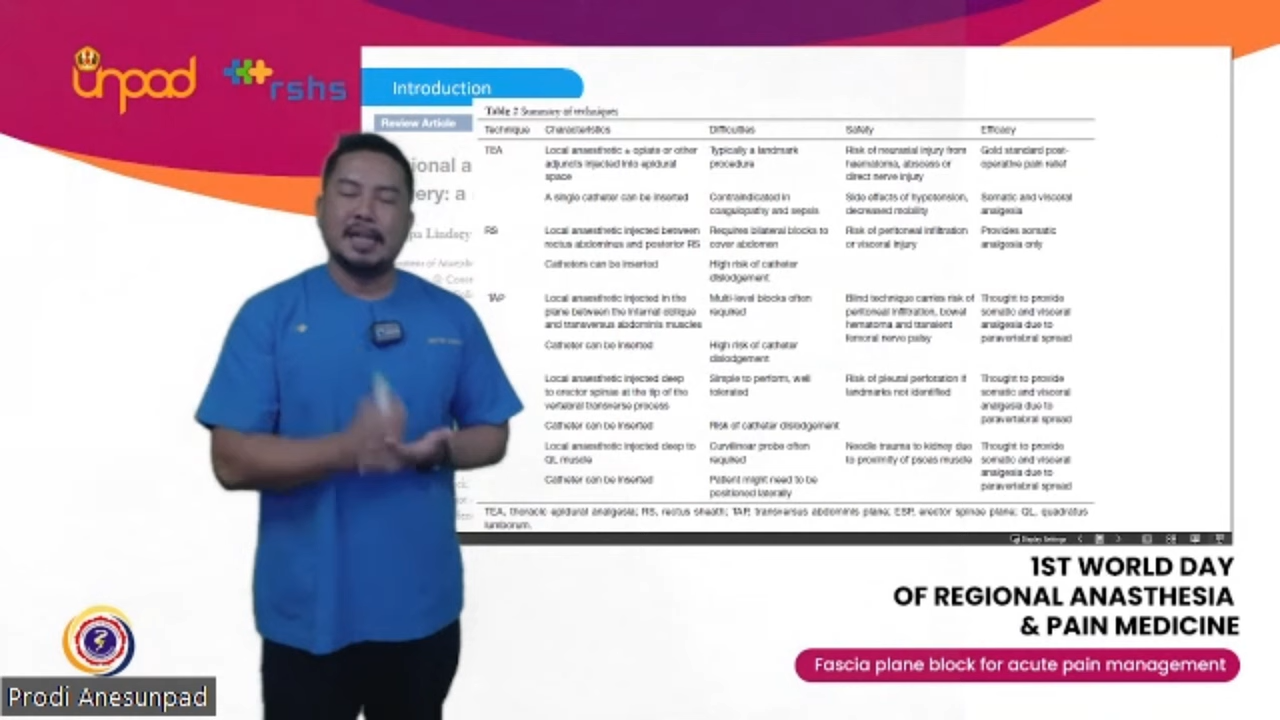 unpad
rshs
Introduction
Review Article
Table 2 Summary of techniques
Technique Characteristics Difficulties Safety Efficacy
TEA Local anaesthetic ± opiate or other Typically a landmark Risk of neuraxial injury from Gold standard post-
adjuncts injected into epidural procedure haematoma, abscess or operative pain relief
space direct nerve injury
A single catheter can be inserted Contraindicated in Side effects of hypotension, Somatic and visceral
coagulopathy and sepsis decreased mobility analgesia
RS Local anaesthetic injected between Requires bilateral blocks to Risk of peritoneal infiltration Provides somatic
rectus abdominus and posterior RS cover abdomen or visceral injury analgesia only
Catheters can be inserted High risk of catheter
dislodgement
TAP Local anaesthetic injected in the Multi-level blocks often Blind technique carries risk of Thought to provide
plane between the internal oblique required peritoneal infiltration, bowel somatic and visceral
and transversus abdominis muscles hematoma and transient analgesia due to
femoral nerve palsy paravertebral spread
Catheter can be inserted High risk of catheter
dislodgement
Local anaesthetic injected deep Simple to perform, well Risk of pleural perforation if Thought to provide
to erector spinae at the tip of the tolerated landmarks not identified somatic and visceral
vertebral transverse process analgesia due to
paravertebral spread
Catheter can be inserted Risk of catheter dislodgement
Local anaesthetic injected deep to Curvilinear probe often Needle trauma to kidney due Thought to provide
QL muscle required to proximity of psoas muscle somatic and visceral
analgesia due to
Catheter can be inserted Patient might need to be paravertebral spread
positioned laterally
TEA, thoracic epidural analgesia; RS, rectus sheath; TAP, transversus abdominis plane; ESP, erector spinae plane; QL, quadratus
lumborum.
Display Settings
1ST WORLD DAY
OF REGIONAL ANASTHESIA
& PAIN MEDICINE
Fascia plane block for acute pain management
Prodi Anesunpad